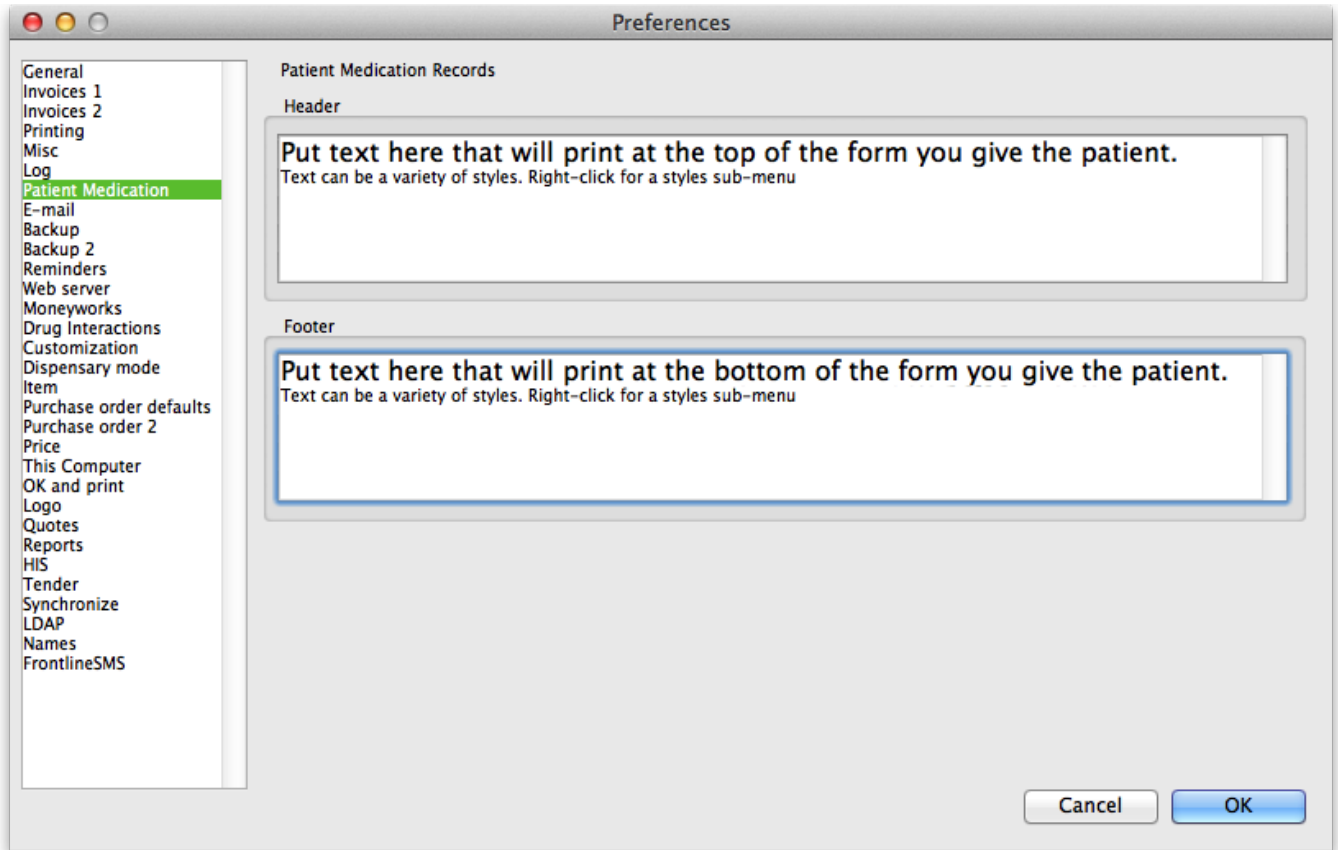 Preferences
General
Invoices 1
Invoices 2
Printing
Misc
Log
Patient Medication
E-mail
Backup
Backup 2
Reminders
Web server
Moneyworks
Drug Interactions
Customization
Dispensary mode
Item
Purchase order defaults
Purchase order 2
Price
This Computer
OK and print
Logo
Quotes
Reports
HIS
Tender
Synchronize
LDAP
Names
FrontlineSMS
Patient Medication Records
Header
Put text here that will print at the top of the form you give the patient.
Text can be a variety of styles. Right-click for a styles sub-menu
Footer
Put text here that will print at the bottom of the form you give the patient.
Text can be a variety of styles. Right-click for a styles sub-menu
Cancel
OK